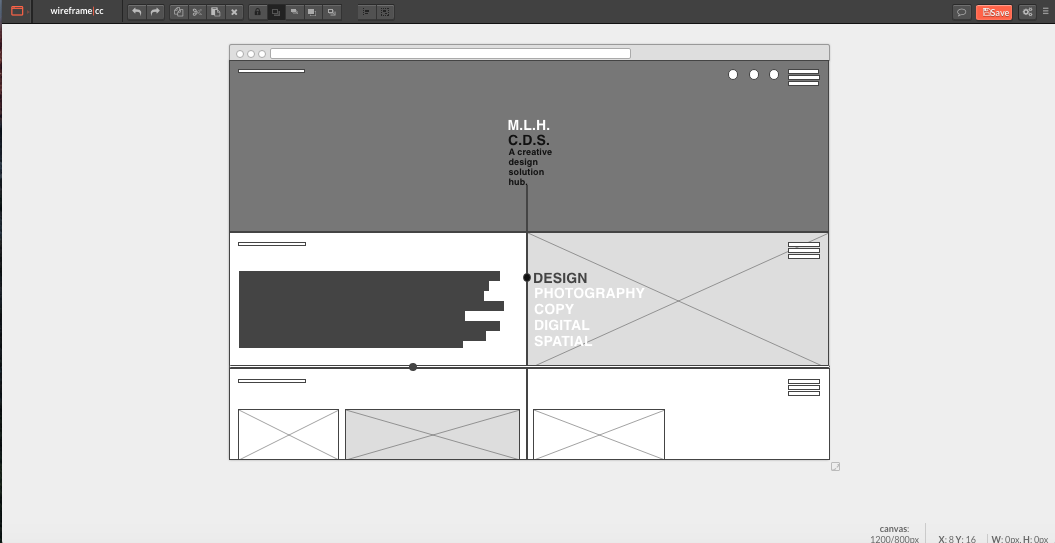 wireframe|cc
Save
M.L.H.
C.D.S.
A creative
design
solution
hub.
DESIGN
PHOTOGRAPHY
COPY
DIGITAL
SPATIAL
canvas:
1200/800px
X: 8 Y: 16
W: 0px, H: 0px